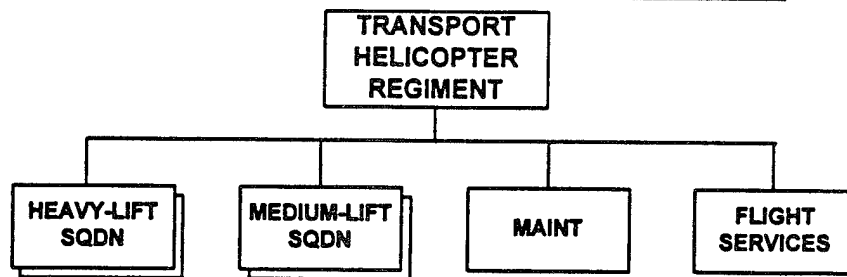 TRANSPORT
HELICOPTER
REGIMENT
HEAVY-LIFT
SQDN
MEDIUM-LIFT
SQDN
MAINT
FLIGHT
SERVICES